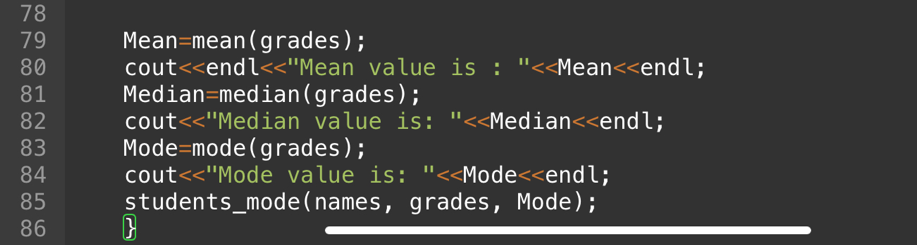 78
79 Mean=mean(grades);
80 cout<<endl<<"Mean value is : "<<Mean<<endl;
81 Median=median(grades);
82 cout<<"Median value is: "<<Median<<endl;
83 Mode=mode(grades);
84 cout<<"Mode value is: "<<Mode<<endl;
85 students_mode(names, grades, Mode);
86 }